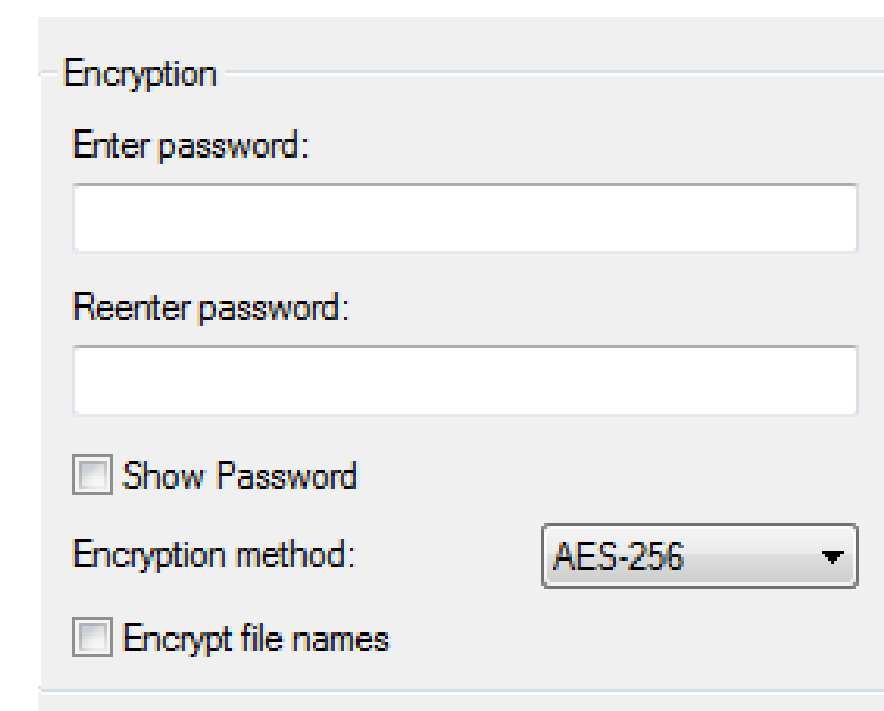 Encryption
Enter password:
Reenter password:
Show Password
Encryption method: AES-256
Encrypt file names